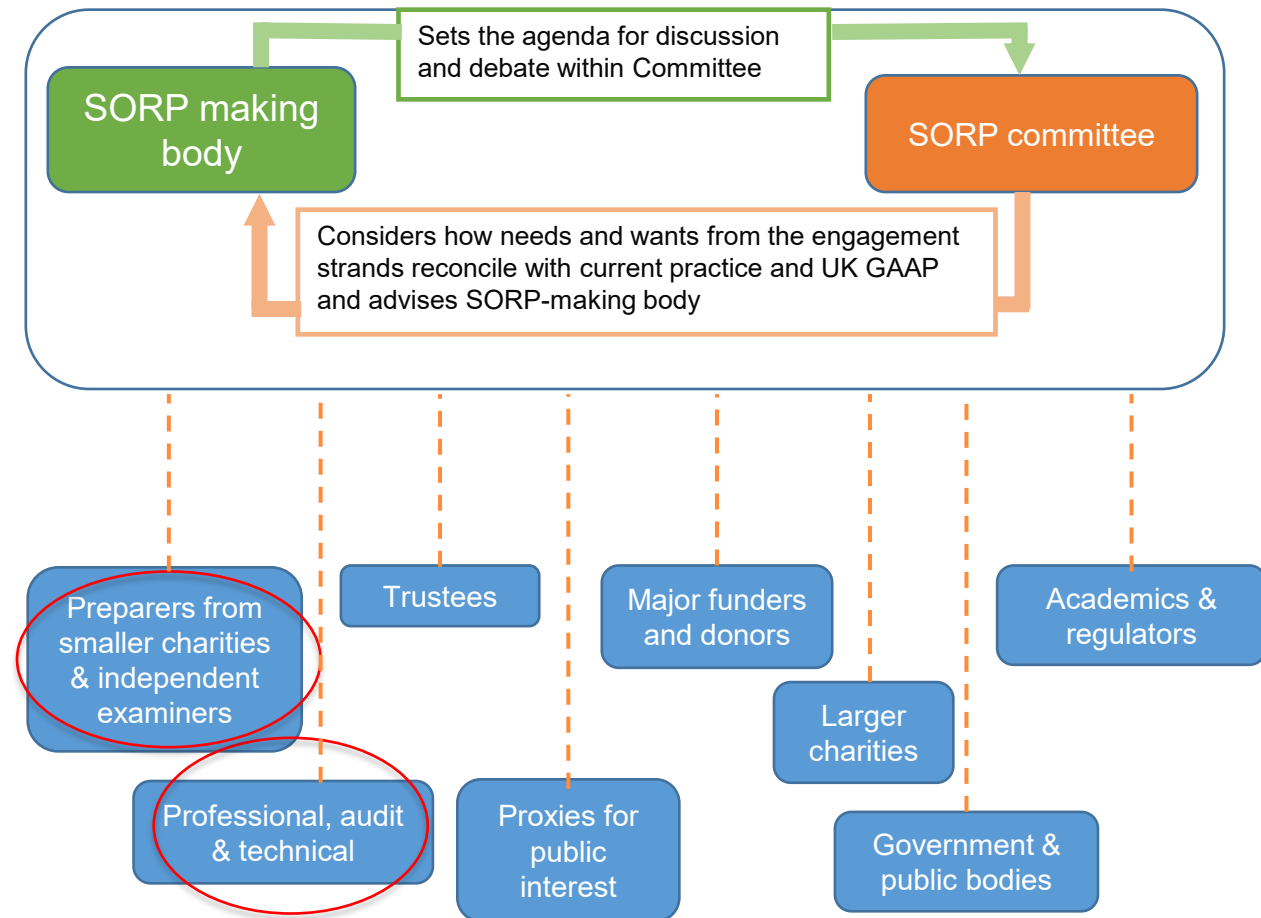 Sets the agenda for discussion
and debate within Committee
SORP making
body
SORP committee
Considers how needs and wants from the engagement
strands reconcile with current practice and UK GAAP
and advises SORP-making body
Preparers from
smaller charities
& independent
examiners
Trustees
Major funders
and donors
Academics &
regulators
Larger
charities
Professional, audit
& technical
Proxies for
public
interest
Government &
public bodies